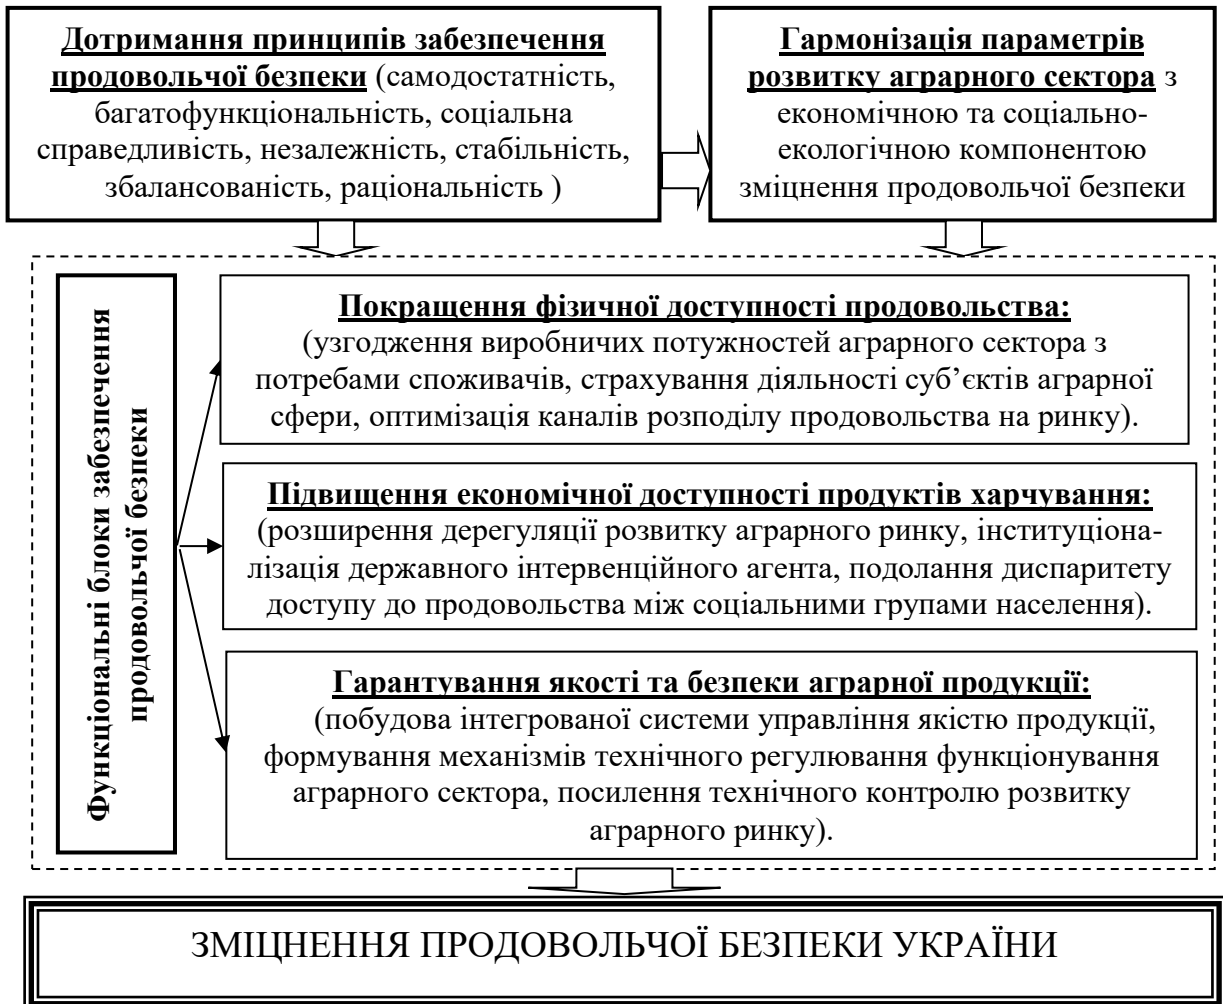 Дотримання принципів забезпечення
продовольчої безпеки (самодостатність,
багатофункціональність, соціальна
справедливість, незалежність, стабільність,
збалансованість, раціональність )
Гармонізація параметрів
розвитку аграрного сектора з
економічною та соціально-
екологічною компонентою
зміцнення продовольчої безпеки
Функціональні блоки забезпечення
продовольчої безпеки
Покращення фізичної доступності продовольства:
(узгодження виробничих потужностей аграрного сектора з
потребами споживачів, страхування діяльності суб’єктів аграрної
сфери, оптимізація каналів розподілу продовольства на ринку).
Підвищення економічної доступності продуктів харчування:
(розширення дерегуляції розвитку аграрного ринку, інституціона-
лізація державного інтервенційного агента, подолання диспаритету
доступу до продовольства між соціальними групами населення).
Гарантування якості та безпеки аграрної продукції:
(побудова інтегрованої системи управління якістю продукції,
формування механізмів технічного регулювання функціонування
аграрного сектора, посилення технічного контролю розвитку
аграрного ринку).
ЗМІЦНЕННЯ ПРОДОВОЛЬЧОЇ БЕЗПЕКИ УКРАЇНИ